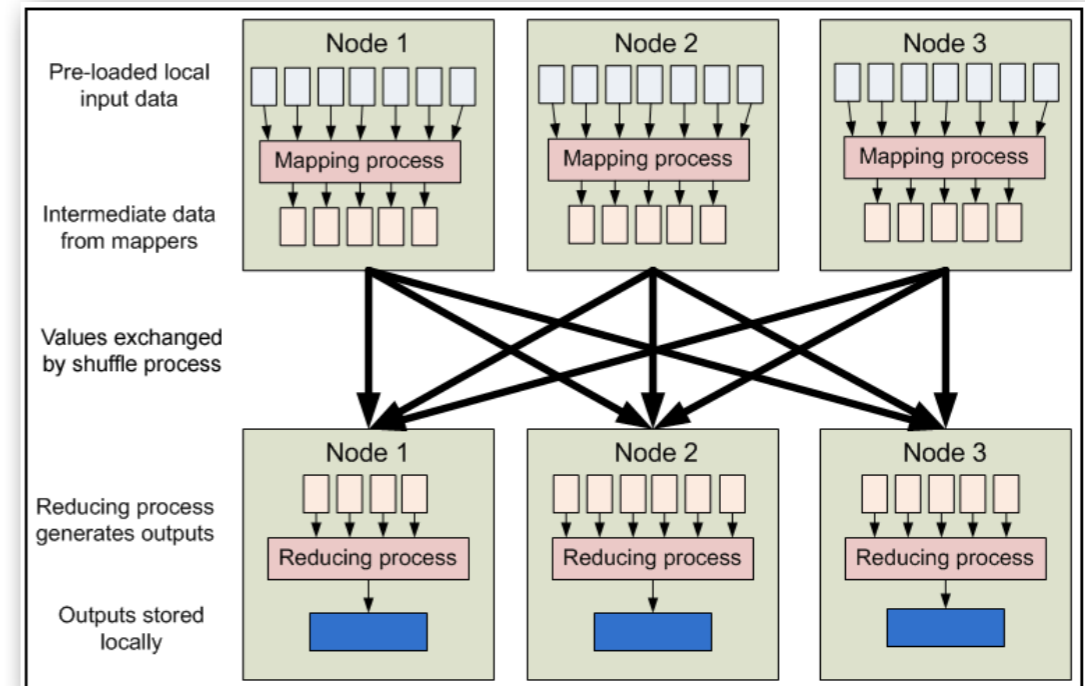 Node 1
Node 2
Node 3
Pre-loaded local
input data
Mapping process
Mapping process
Mapping process
Intermediate data
from mappers
Values exchanged
by shuffle process
Node 1
Node 2
Node 3
Reducing process
generates outputs
Reducing process
Reducing process
Reducing process
Outputs stored
locally